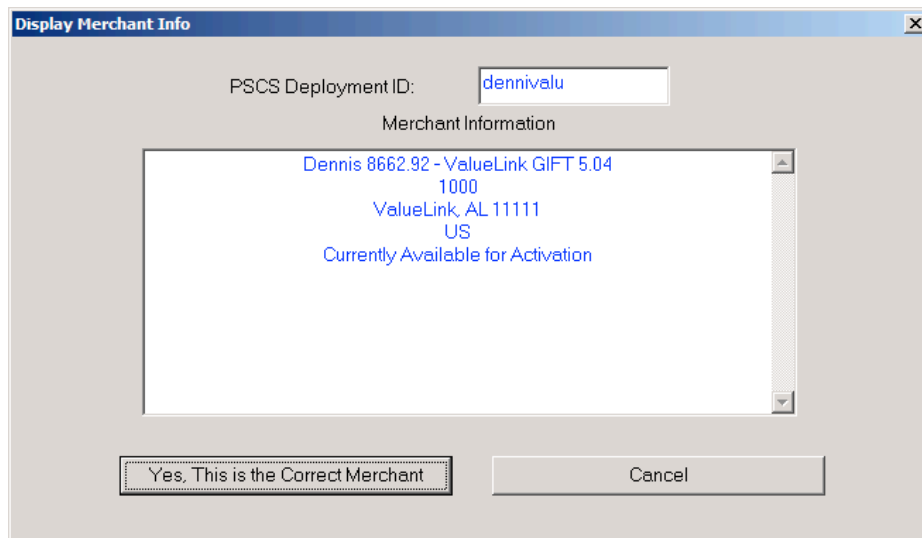 Display Merchant Info
PSCS Deployment ID: dennivalu
Merchant Information
Dennis 8662.92 - ValueLink GIFT 5.04
1000
ValueLink, AL 11111
US
Currently Available for Activation
Yes, This is the Correct Merchant
Cancel